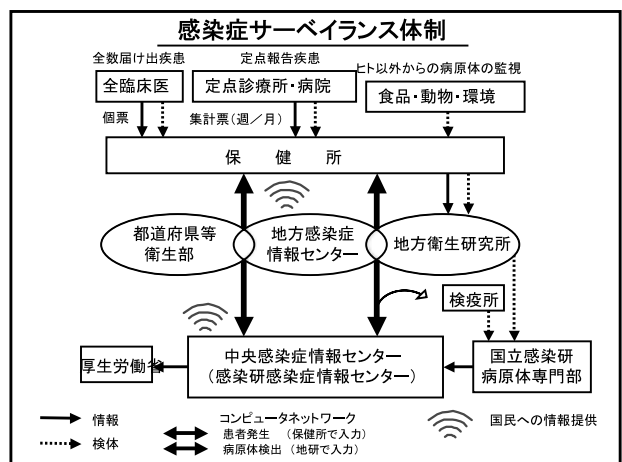 感染症サーベイランス体制
全数届け出疾患
全臨床医
定点報告疾患
定点診療所・病院
ヒト以外からの病原体の監視
食品・動物・環境
個票
集計票(週／月)
保健所
都道府県等
衛生部
地方感染症
情報センター
地方衛生研究所
検疫所
厚生労働省
中央感染症情報センター
(感染研感染症情報センター)
国立感染研
病原体専門部
情報
検体
コンピュータネットワーク
患者発生 (保健所で入力)
病原体検出 (地研で入力)
国民への情報提供